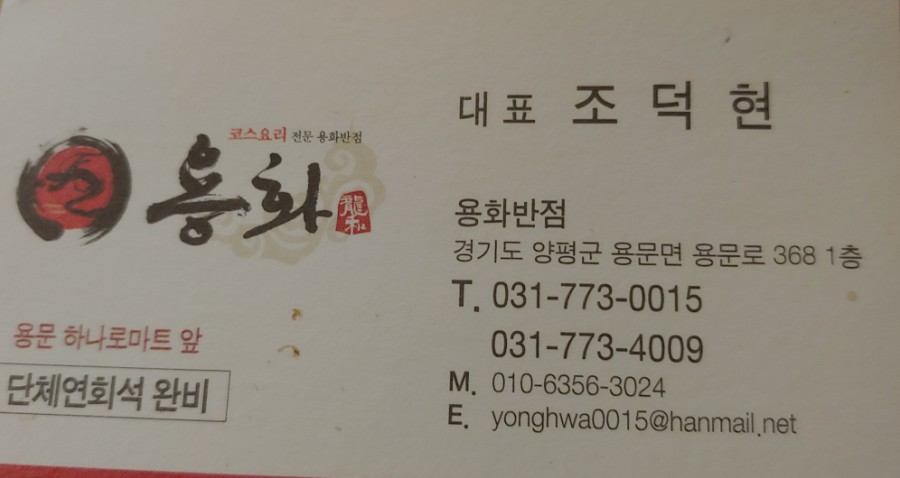 코스요리 전문 용화반점
용화
龍和
용문 하나로마트 앞
단체연회석 완비
대표 조덕현
용화반점
경기도 양평군 용문면 용문로 368 1층
T. 031-773-0015
031-773-4009
M. 010-6356-3024
E. yonghwa0015@hanmail.net